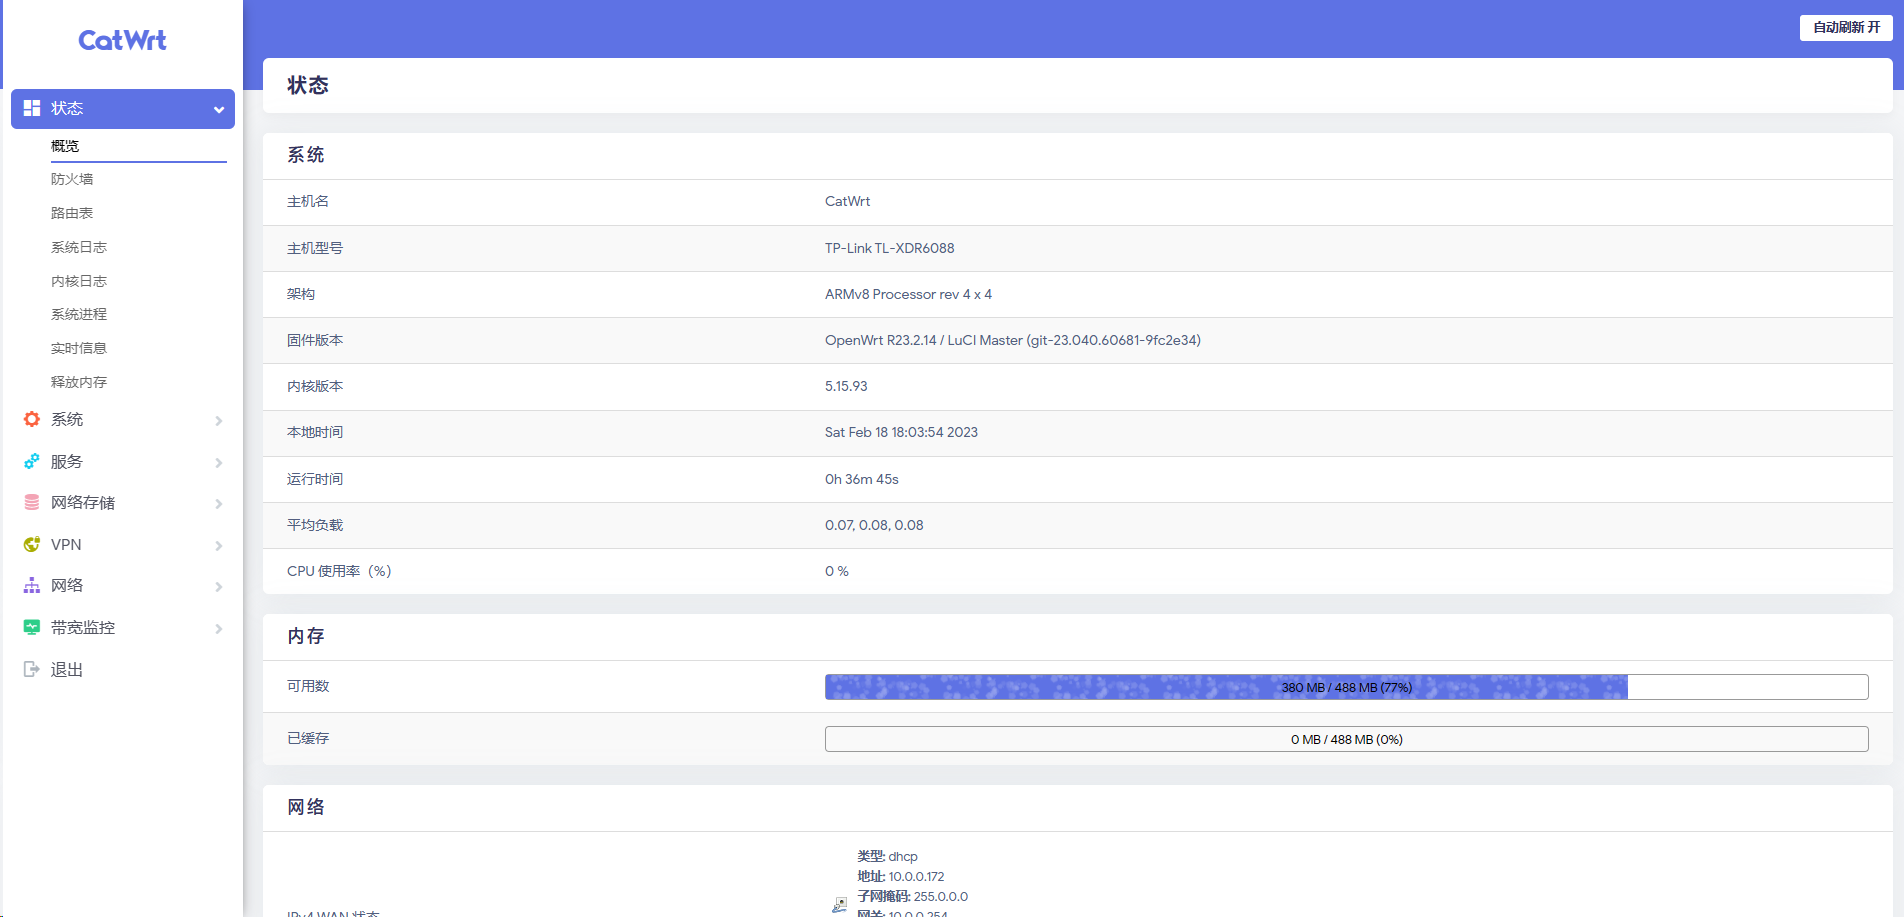 CatWrt
自动刷新 开
状态
概览
防火墙
路由表
系统日志
内核日志
系统进程
实时信息
释放内存
系统
服务
网络存储
VPN
网络
带宽监控
退出
状态
系统
主机名 CatWrt
主机型号 TP-Link TL-XDR6088
架构 ARMv8 Processor rev 4 x 4
固件版本 OpenWrt R23.2.14 / LuCI Master (git-23.040.60681-9fc2e34)
内核版本 5.15.93
本地时间 Sat Feb 18 18:03:54 2023
运行时间 0h 36m 45s
平均负载 0.07, 0.08, 0.08
CPU 使用率（%） 0 %
内存
可用数 380 MB / 488 MB (77%)
已缓存 0 MB / 488 MB (0%)
网络
类型: dhcp
地址: 10.0.0.172
子网掩码: 255.0.0.0
IPv4 WAN 状态 网关: 10.0.0.254